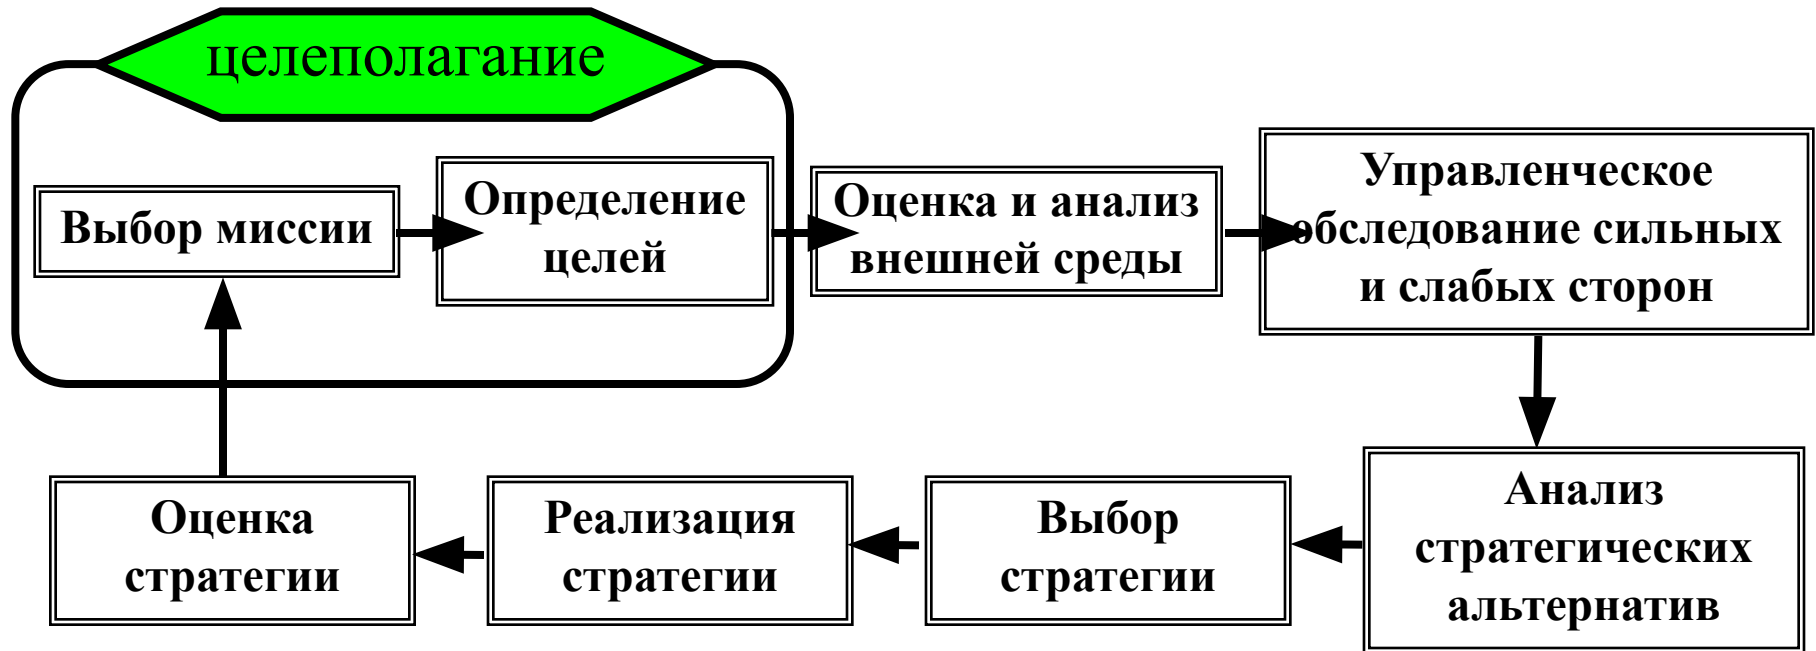 целеполагание
Выбор миссии
Определение
целей
Оценка и анализ
внешней среды
Управленческое
обследование сильных
и слабых сторон
Анализ
стратегических
альтернатив
Выбор
стратегии
Реализация
стратегии
Оценка
стратегии